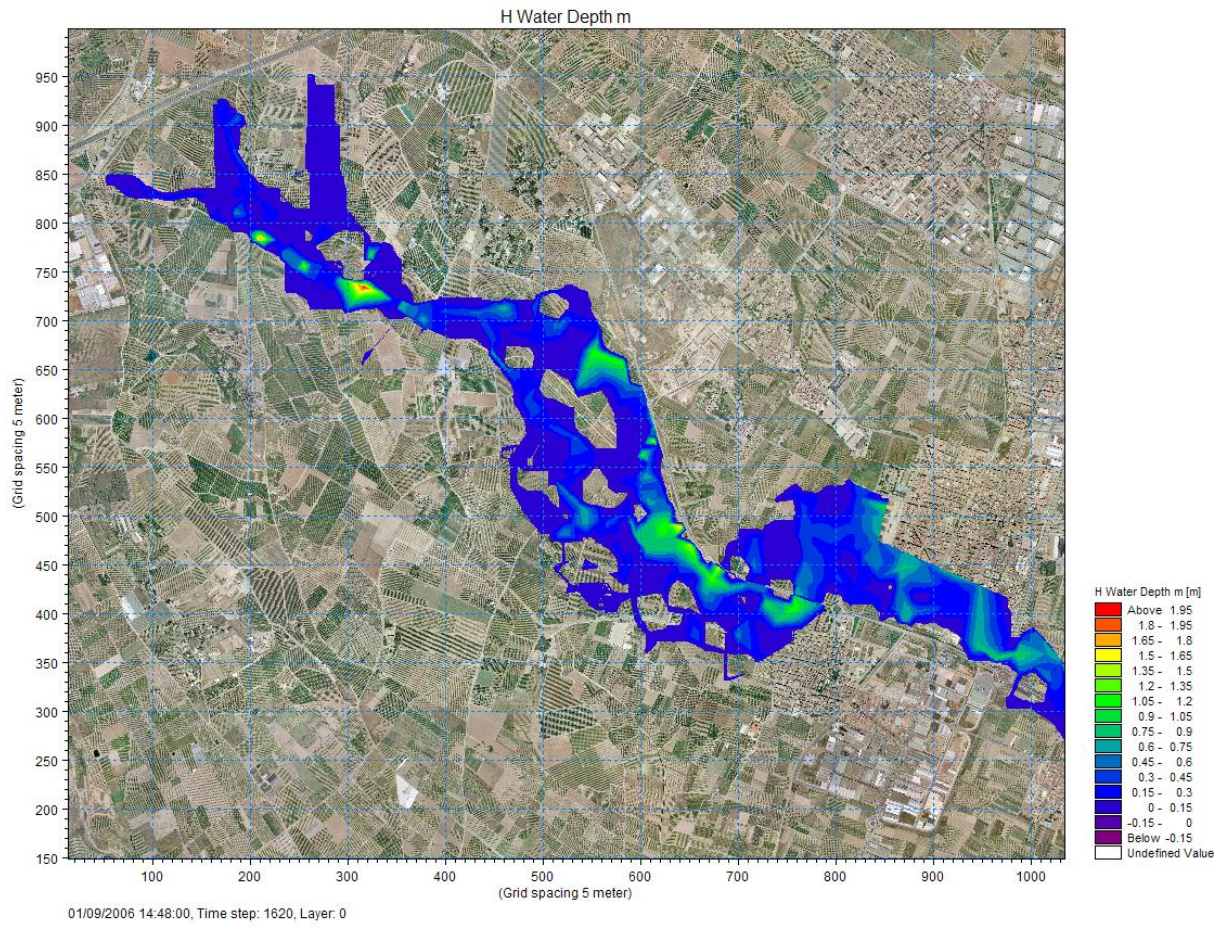 H Water Depth m
950
900
850
800
750
700
650
600
550
500
450
400
350
300
250
200
150
(Grid spacing 5 meter)
100 200 300 400 500 600 700 800 900 1000
(Grid spacing 5 meter)
01/09/2006 14:48:00, Time step: 1620, Layer: 0
H Water Depth m [m]
Above 1.95
1.8 - 1.95
1.65 - 1.8
1.5 - 1.65
1.35 - 1.5
1.2 - 1.35
1.05 - 1.2
0.9 - 1.05
0.75 - 0.9
0.6 - 0.75
0.45 - 0.6
0.3 - 0.45
0.15 - 0.3
0 - 0.15
-0.15 - 0
Below -0.15
Undefined Value